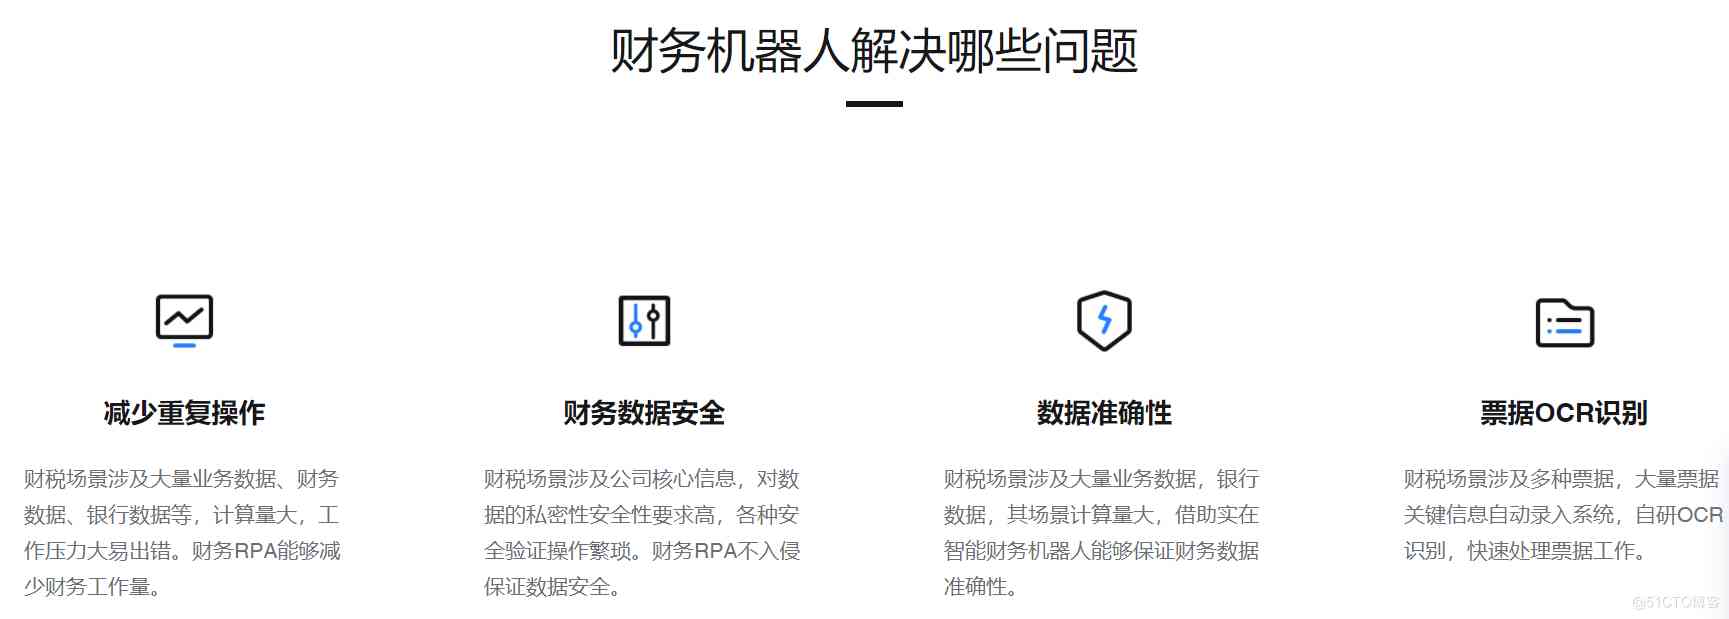 财务机器人解决哪些问题
减少重复操作
财税场景涉及大量业务数据、财务
数据、银行数据等，计算量大，工
作压力大易出错。财务RPA能够减
少财务工作量。
财务数据安全
财税场景涉及公司核心信息，对数
据的私密性安全性要求高，各种安
全验证操作繁琐。财务RPA不入侵
保证数据安全。
数据准确性
财税场景涉及大量业务数据，银行
数据，其场景计算量大，借助实在
智能财务机器人能够保证财务数据
准确性。
票据OCR识别
财税场景涉及多种票据，大量票据
关键信息自动录入系统，自研OCR
识别，快速处理票据工作。
@51CTO博客